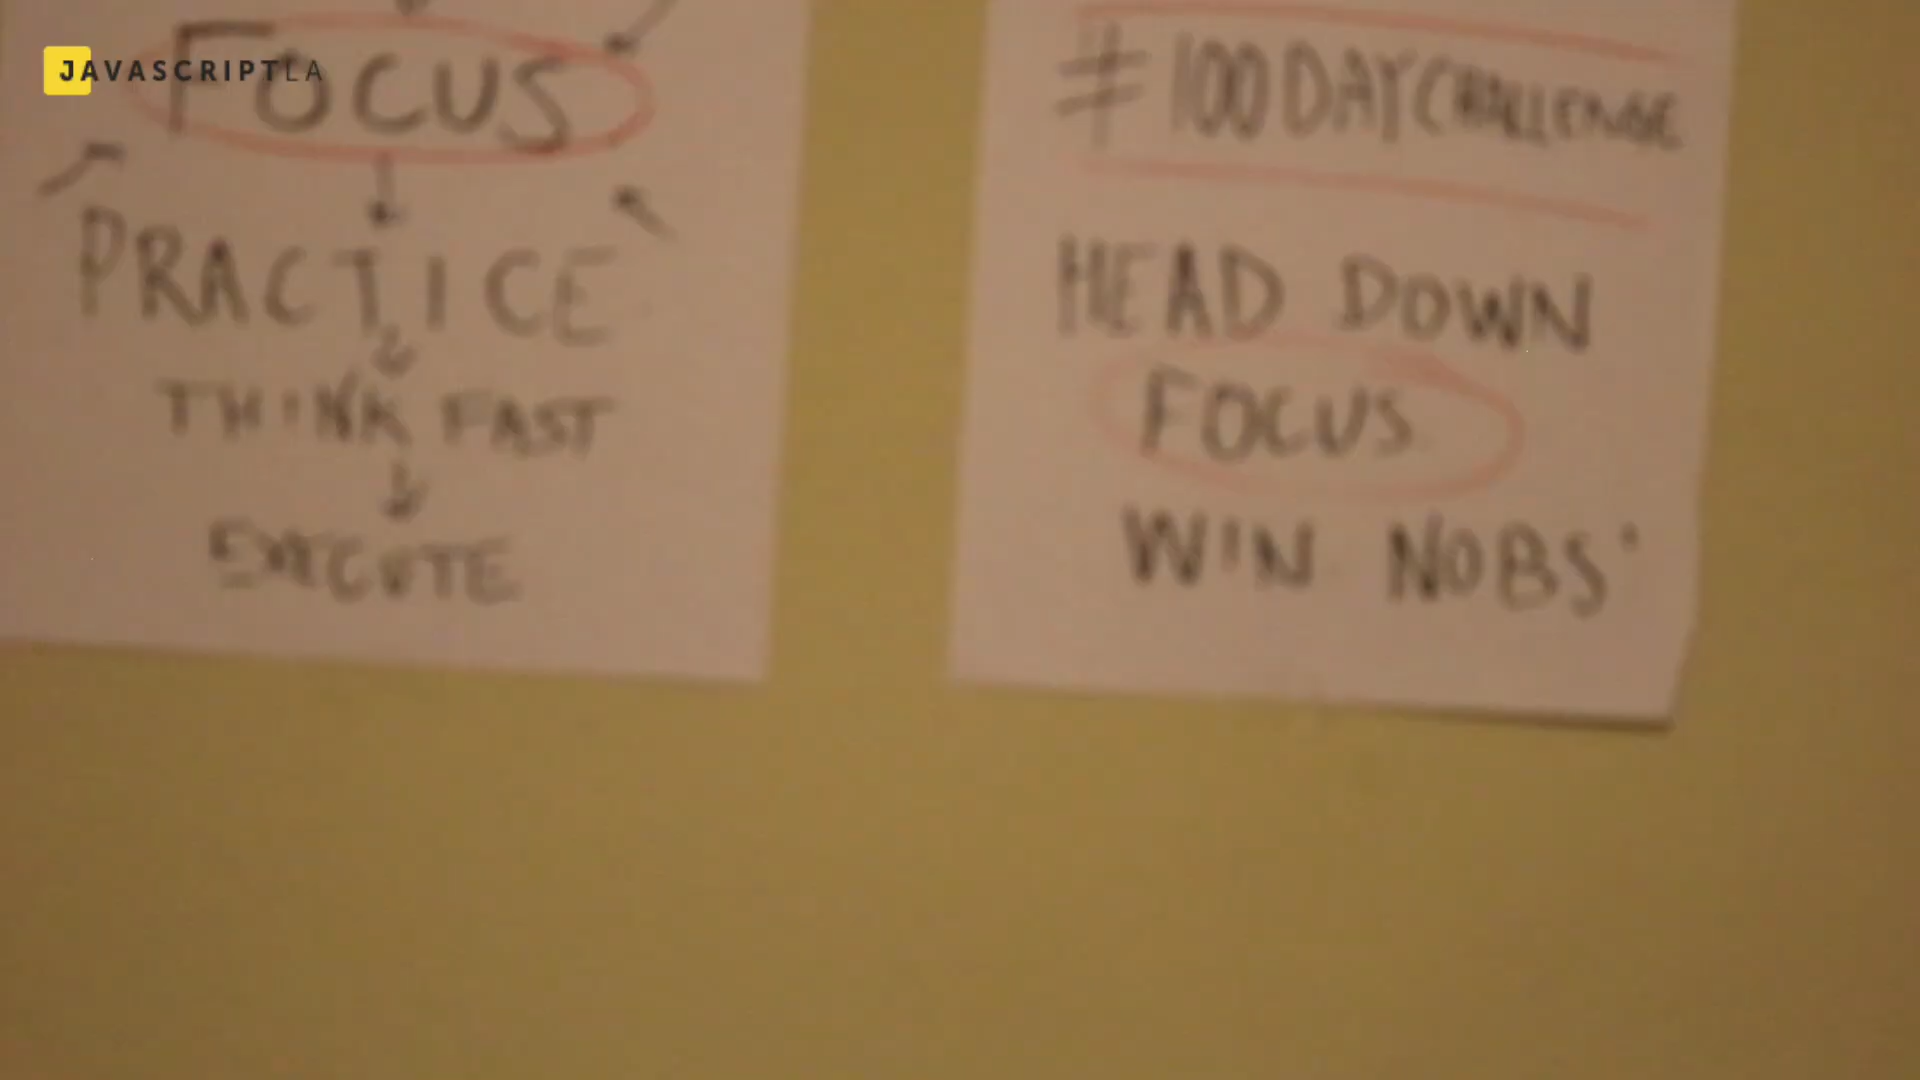 JAVASCRIPTLA
FOCUS
PRACTICE
THINK FAST
EXECUTE
#100DAYCHALLENGE
HEAD DOWN
FOCUS
WIN NOBS